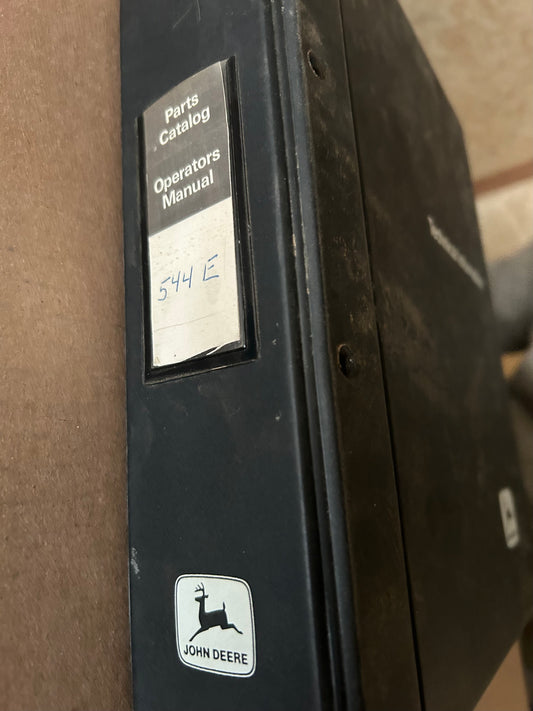 Parts
Catalog
Operators
Manual
544 E
JOHN DEERE